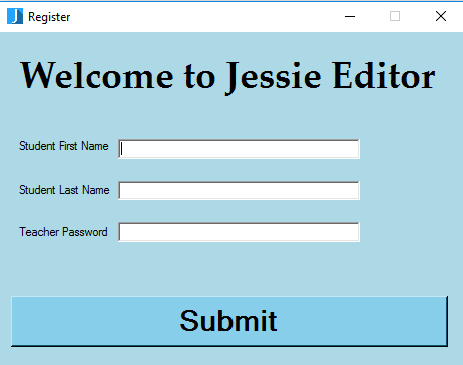 J Register
Welcome to Jessie Editor
Student First Name
Student Last Name
Teacher Password
Submit